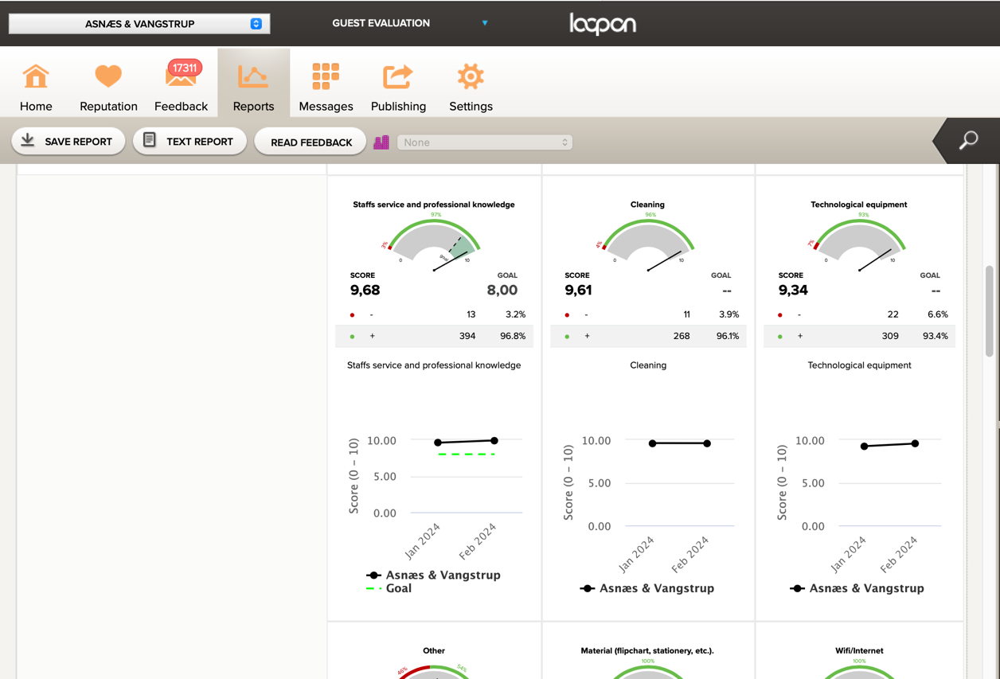 ASNÆS & VANGSTRUP
GUEST EVALUATION
loopon
17311
Home
Reputation
Feedback
Reports
Messages
Publishing
Settings
SAVE REPORT
TEXT REPORT
READ FEEDBACK
None
Staffs service and professional knowledge
97%
3%
goal
0
10
SCORE
GOAL
9,68
8,00
- 13 3.2%
+ 394 96.8%
Staffs service and professional knowledge
Score (0 – 10)
10.00
5.00
0.00
Jan 2024
Feb 2024
Asnæs & Vangstrup
Goal
Cleaning
96%
4%
0
10
SCORE
GOAL
9,61
--
- 11 3.9%
+ 268 96.1%
Cleaning
Score (0 – 10)
10.00
5.00
0.00
Jan 2024
Feb 2024
Asnæs & Vangstrup
Technological equipment
93%
7%
0
10
SCORE
GOAL
9,34
--
- 22 6.6%
+ 309 93.4%
Technological equipment
Score (0 – 10)
10.00
5.00
0.00
Jan 2024
Feb 2024
Asnæs & Vangstrup
Other
46%
54%
Material (flipchart, stationery, etc.).
100%
Wifi/Internet
100%